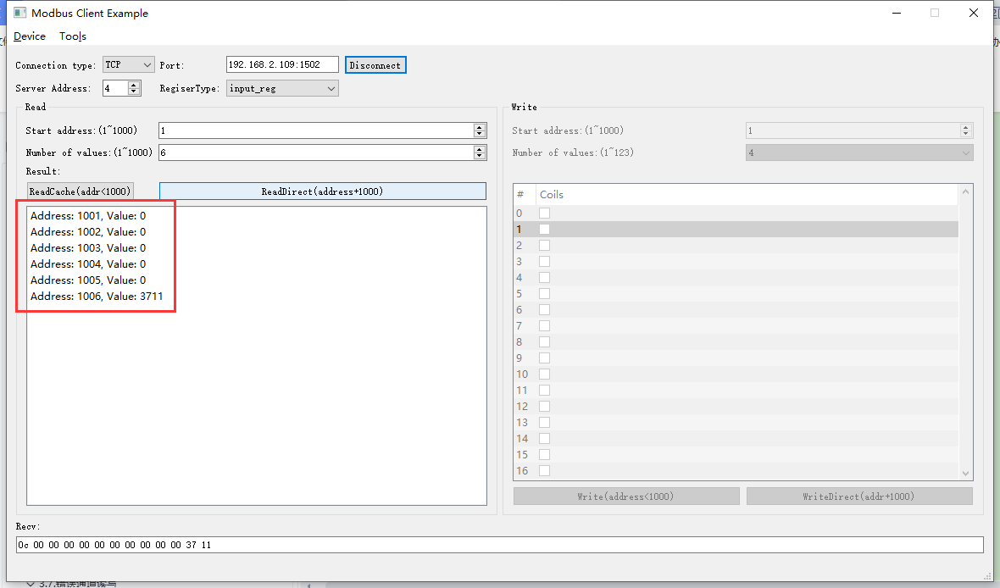 Modbus Client Example
Device Tools
Connection type: TCP Port: 192.168.2.109:1502 Disconnect
Server Address: 4 RegiserType: input_reg
Read
Start address:(1~1000) 1
Number of values:(1~1000) 6
Result:
ReadCache(addr<1000) ReadDirect(address+1000)
Address: 1001, Value: 0
Address: 1002, Value: 0
Address: 1003, Value: 0
Address: 1004, Value: 0
Address: 1005, Value: 0
Address: 1006, Value: 3711
Write
Start address:(1~1000) 1
Number of values:(1~123) 4
# Coils
0
1
2
3
4
5
6
7
8
9
10
11
12
13
14
15
16
Write(address<1000) WriteDirect(addr+1000)
Recv:
0c 00 00 00 00 00 00 00 00 00 00 37 11